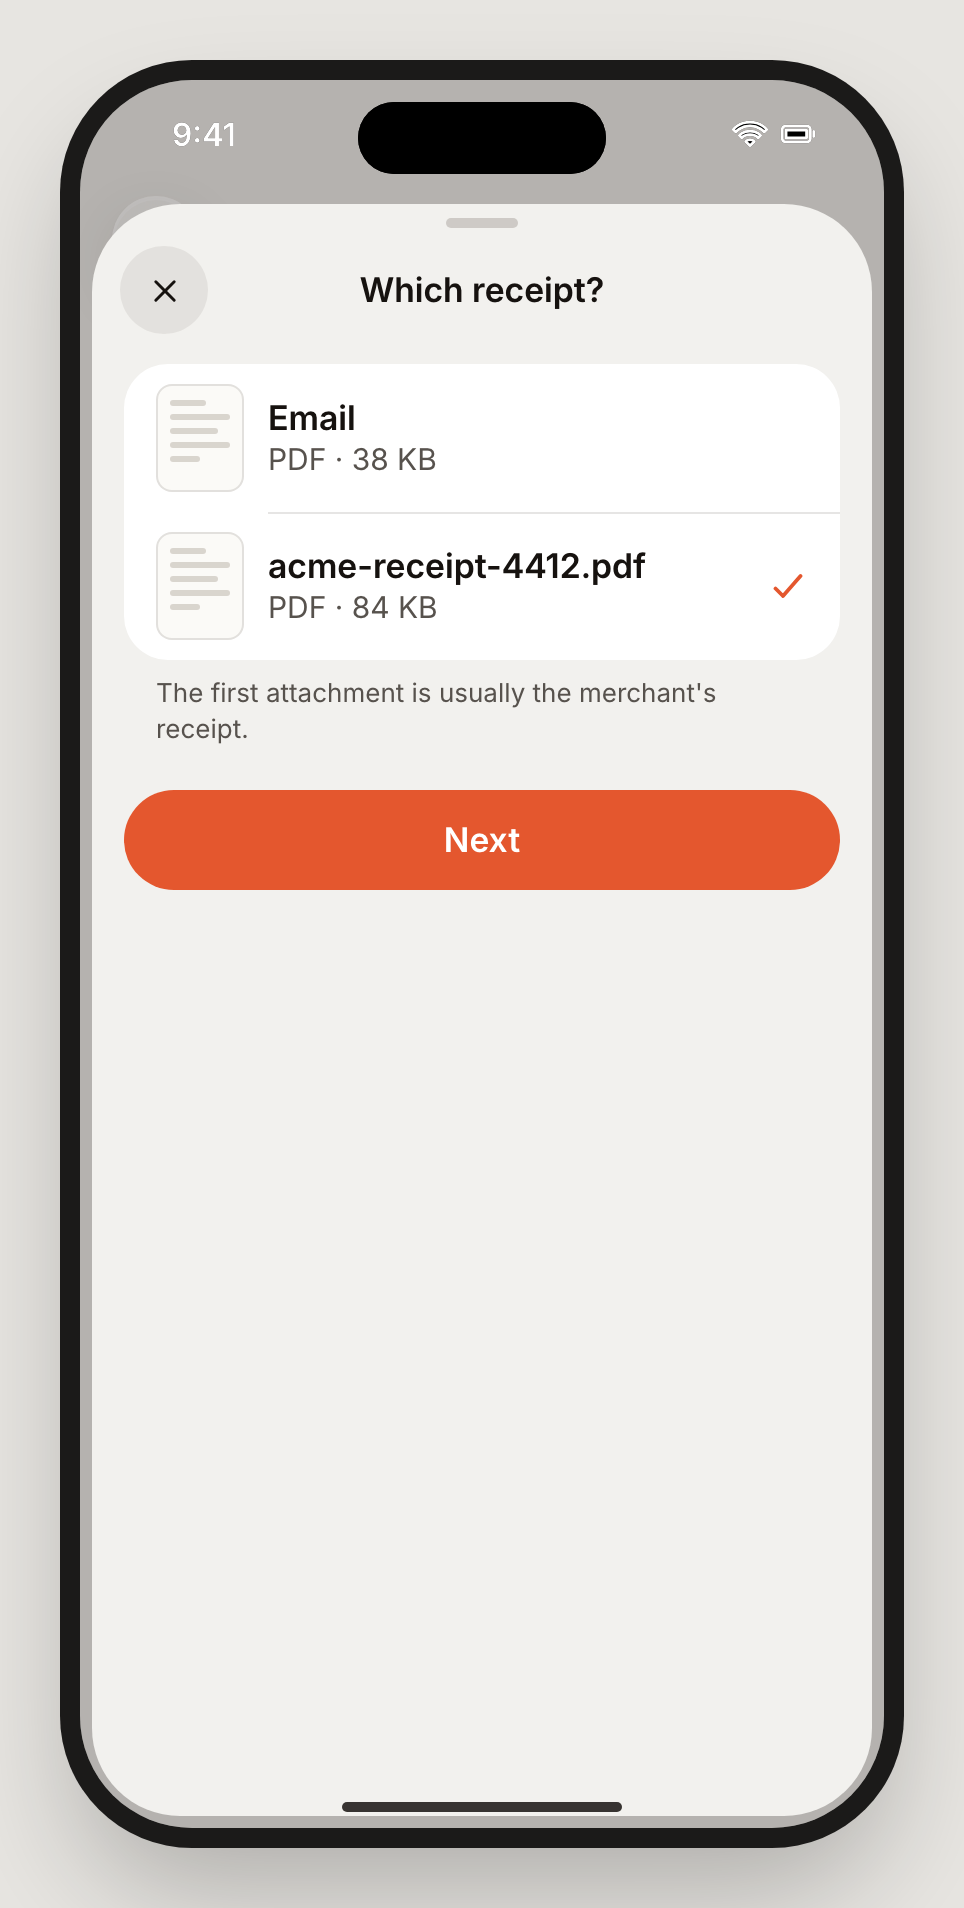 9:41
Which receipt?
Email
PDF · 38 KB
acme-receipt-4412.pdf
PDF · 84 KB
The first attachment is usually the merchant's
receipt.
Next